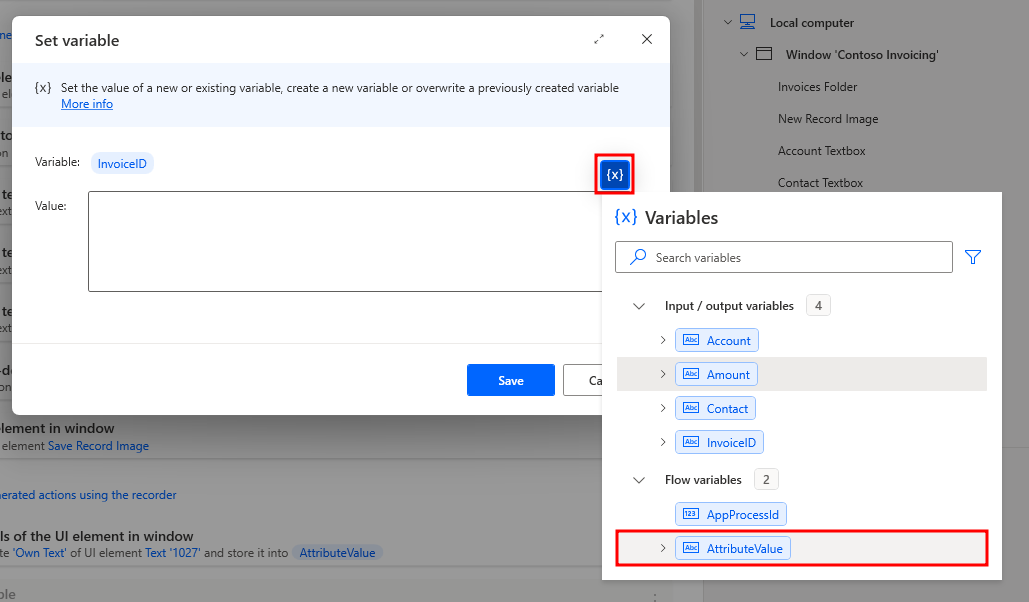 Set variable
{x} Set the value of a new or existing variable, create a new variable or overwrite a previously created variable
More info
Variable: InvoiceID
{x}
Value:
Save
Ca
element in window
element Save Record Image
erated actions using the recorder
ls of the UI element in window
te 'Own Text' of UI element Text '1027' and store it into AttributeValue
Local computer
Window 'Contoso Invoicing'
Invoices Folder
New Record Image
Account Textbox
Contact Textbox
{x} Variables
Search variables
Input / output variables 4
Abc Account
Abc Amount
Abc Contact
Abc InvoiceID
Flow variables 2
123 AppProcessId
Abc AttributeValue